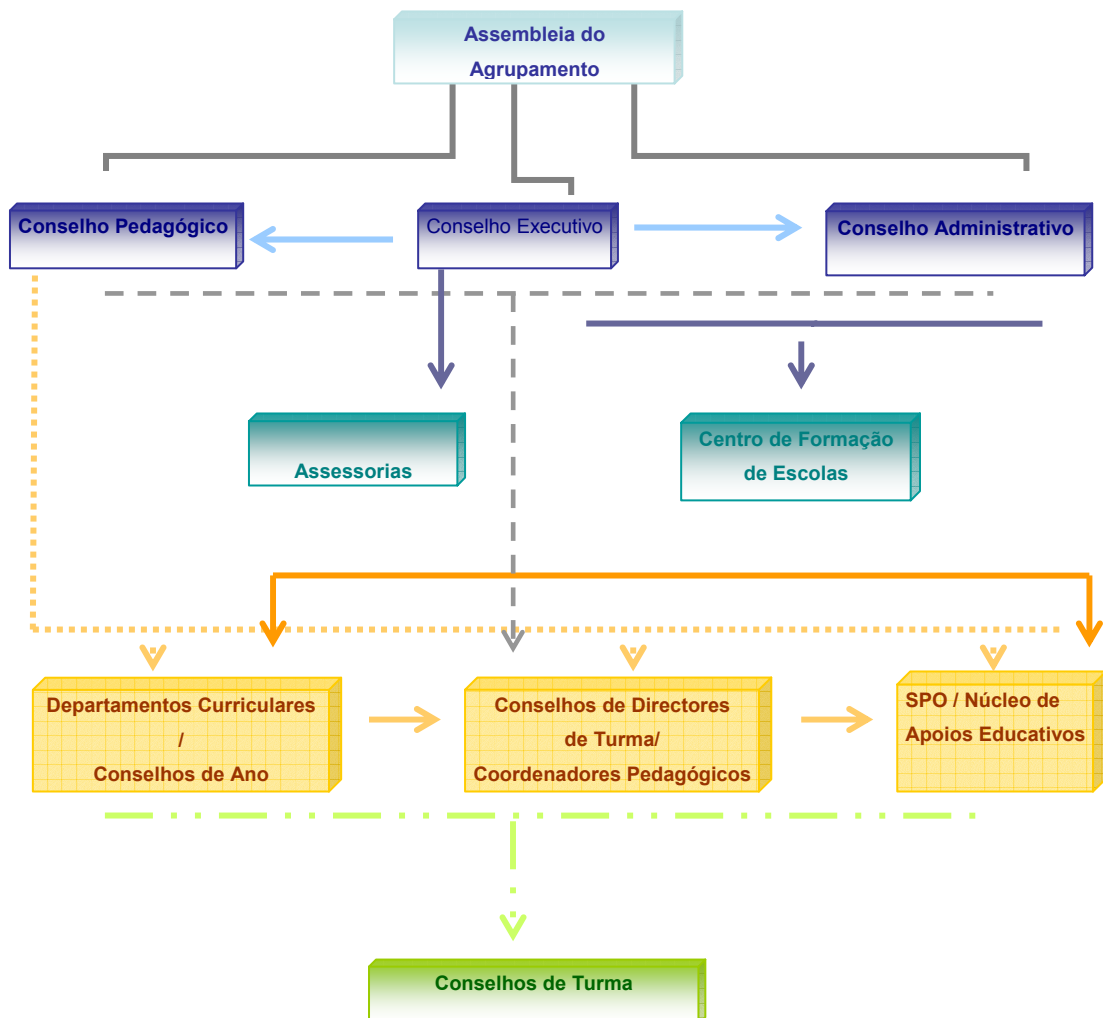 Assembleia do
Agrupamento
Conselho Pedagógico
Conselho Executivo
Conselho Administrativo
Assessorias
Centro de Formação
de Escolas
Departamentos Curriculares
/
Conselhos de Ano
Conselhos de Directores
de Turma/
Coordenadores Pedagógicos
SPO / Núcleo de
Apoios Educativos
Conselhos de Turma